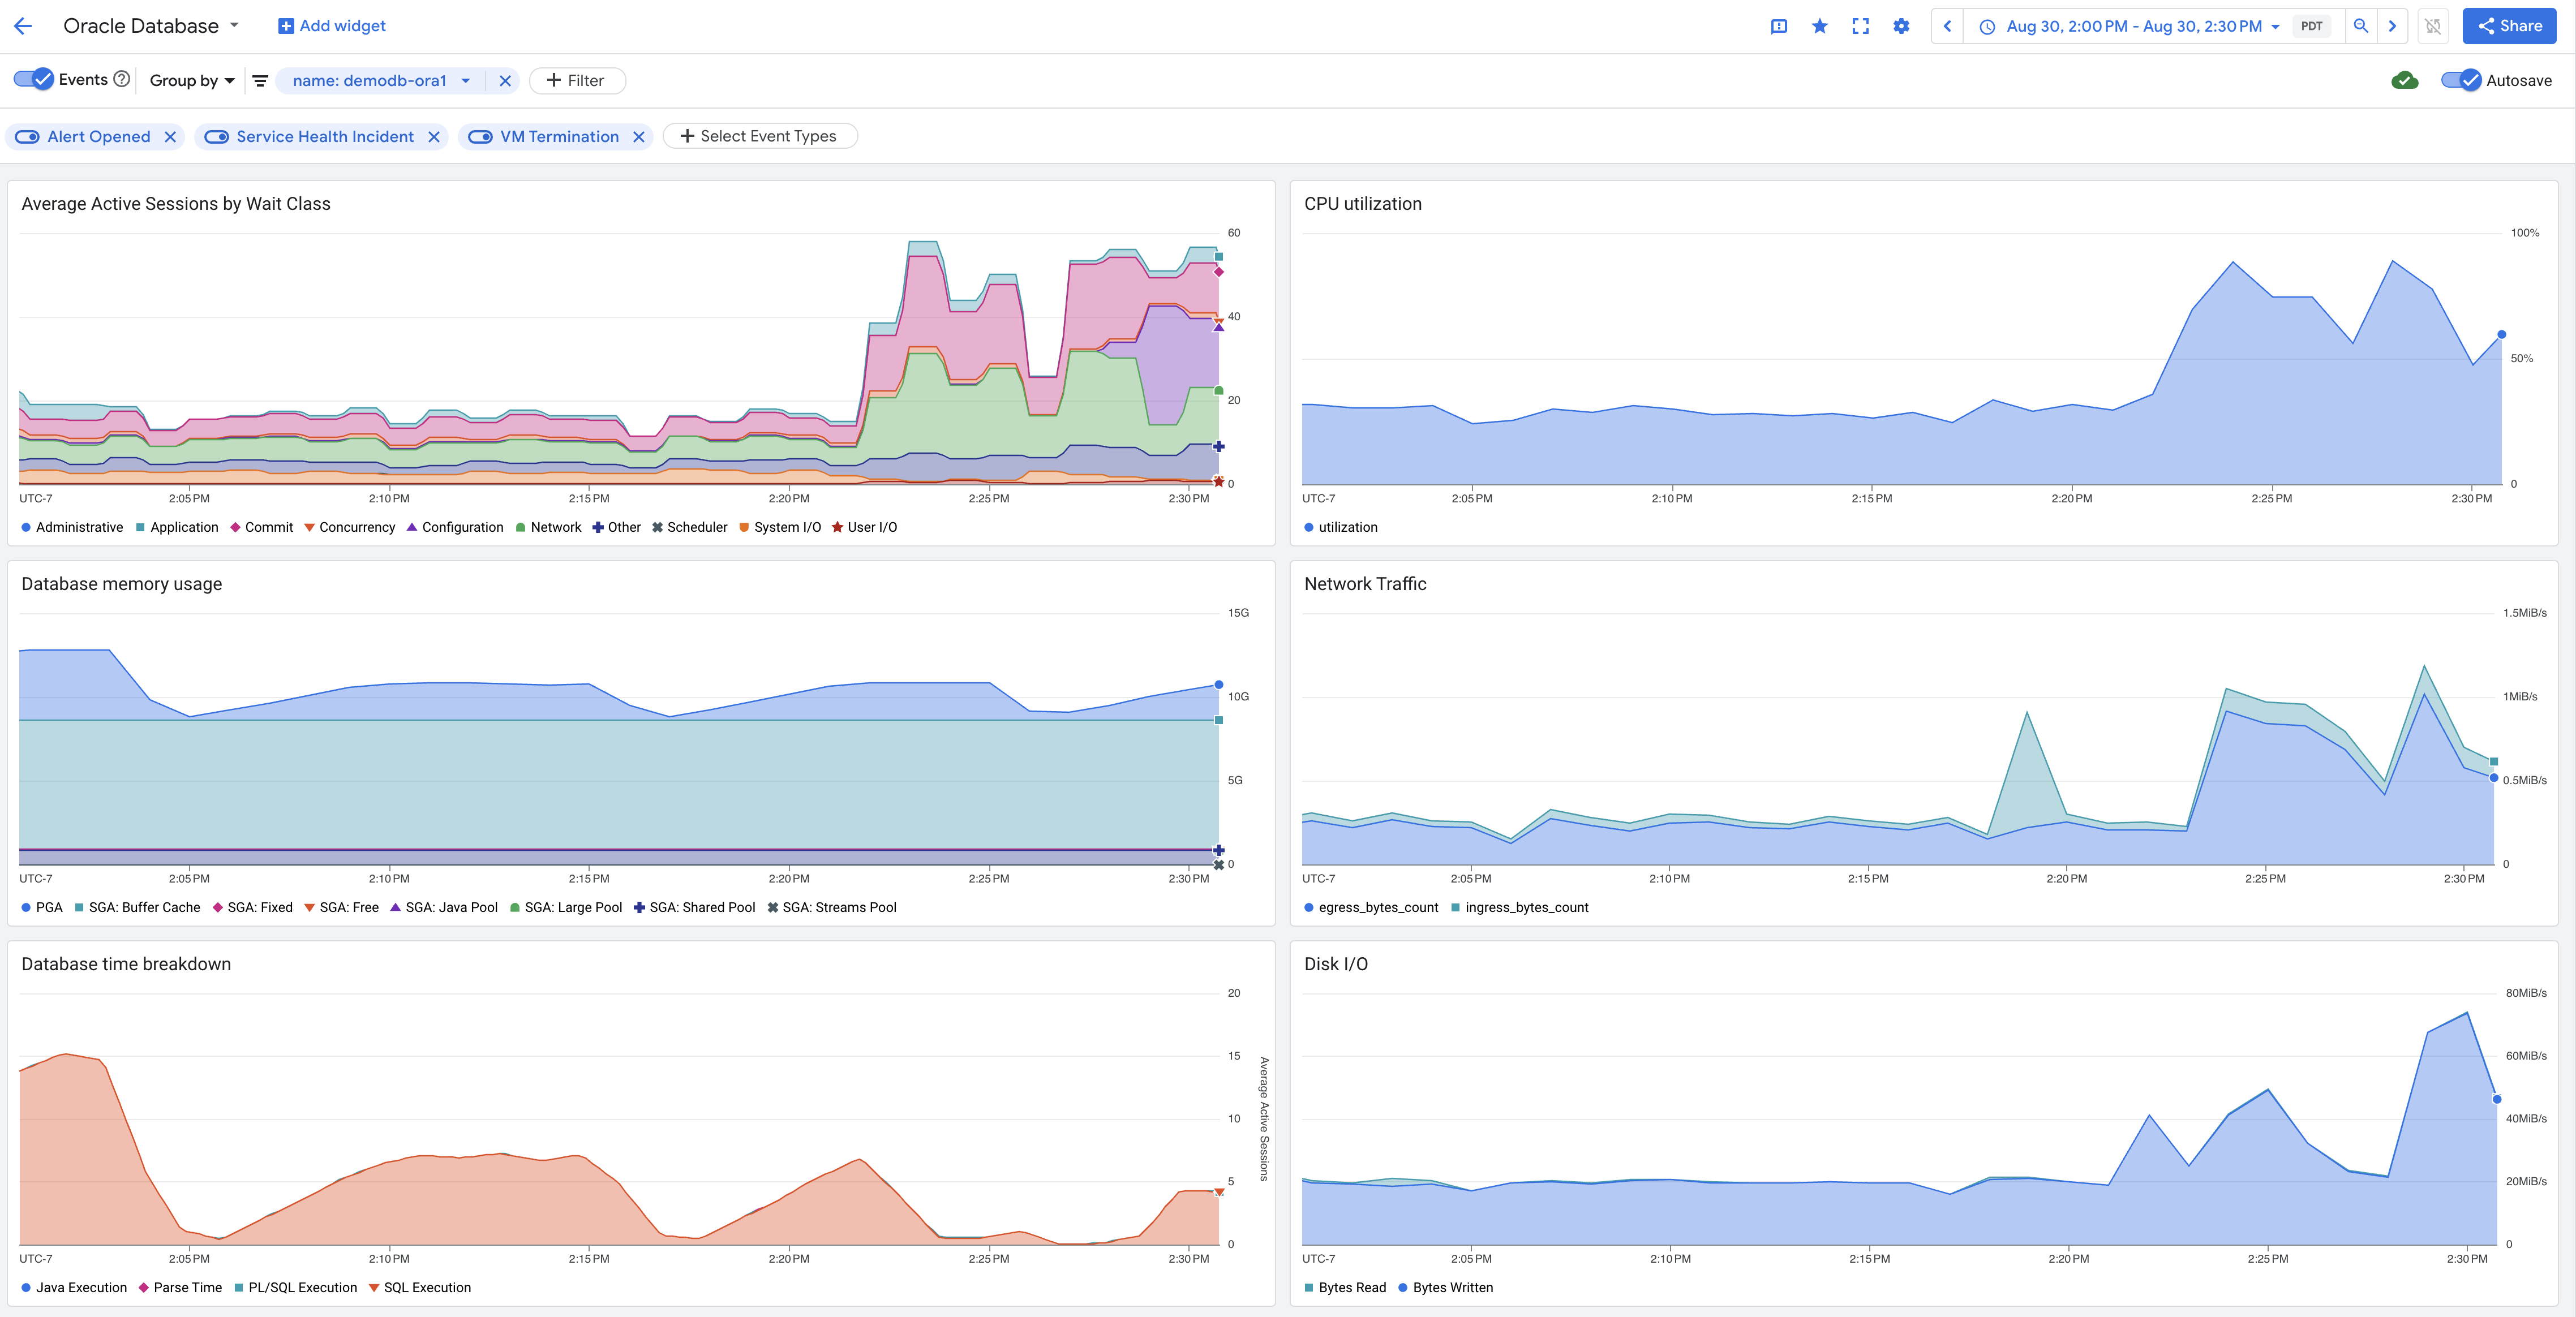 Oracle Database
Add widget
Aug 30, 2:00 PM - Aug 30, 2:30 PM
PDT
Share
Events
Group by
name: demodb-ora1
Filter
Autosave
Alert Opened
Service Health Incident
VM Termination
Select Event Types
Average Active Sessions by Wait Class
60
40
20
0
UTC-7 2:05 PM 2:10 PM 2:15 PM 2:20 PM 2:25 PM 2:30 PM
Administrative Application Commit Concurrency Configuration Network Other Scheduler System I/O User I/O
CPU utilization
100%
50%
0
UTC-7 2:05 PM 2:10 PM 2:15 PM 2:20 PM 2:25 PM 2:30 PM
utilization
Database memory usage
15G
10G
5G
0
UTC-7 2:05 PM 2:10 PM 2:15 PM 2:20 PM 2:25 PM 2:30 PM
PGA SGA: Buffer Cache SGA: Fixed SGA: Free SGA: Java Pool SGA: Large Pool SGA: Shared Pool SGA: Streams Pool
Network Traffic
1.5MiB/s
1MiB/s
0.5MiB/s
0
UTC-7 2:05 PM 2:10 PM 2:15 PM 2:20 PM 2:25 PM 2:30 PM
egress_bytes_count ingress_bytes_count
Database time breakdown
20
15
10
5
0
Average Active Sessions
UTC-7 2:05 PM 2:10 PM 2:15 PM 2:20 PM 2:25 PM 2:30 PM
Java Execution Parse Time PL/SQL Execution SQL Execution
Disk I/O
80MiB/s
60MiB/s
40MiB/s
20MiB/s
0
UTC-7 2:05 PM 2:10 PM 2:15 PM 2:20 PM 2:25 PM 2:30 PM
Bytes Read Bytes Written